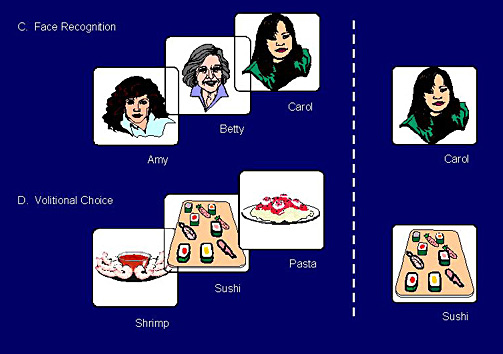 C. Face Recognition
Carol
Betty
Amy
Carol
D. Volitional Choice
Pasta
Sushi
Shrimp
Sushi